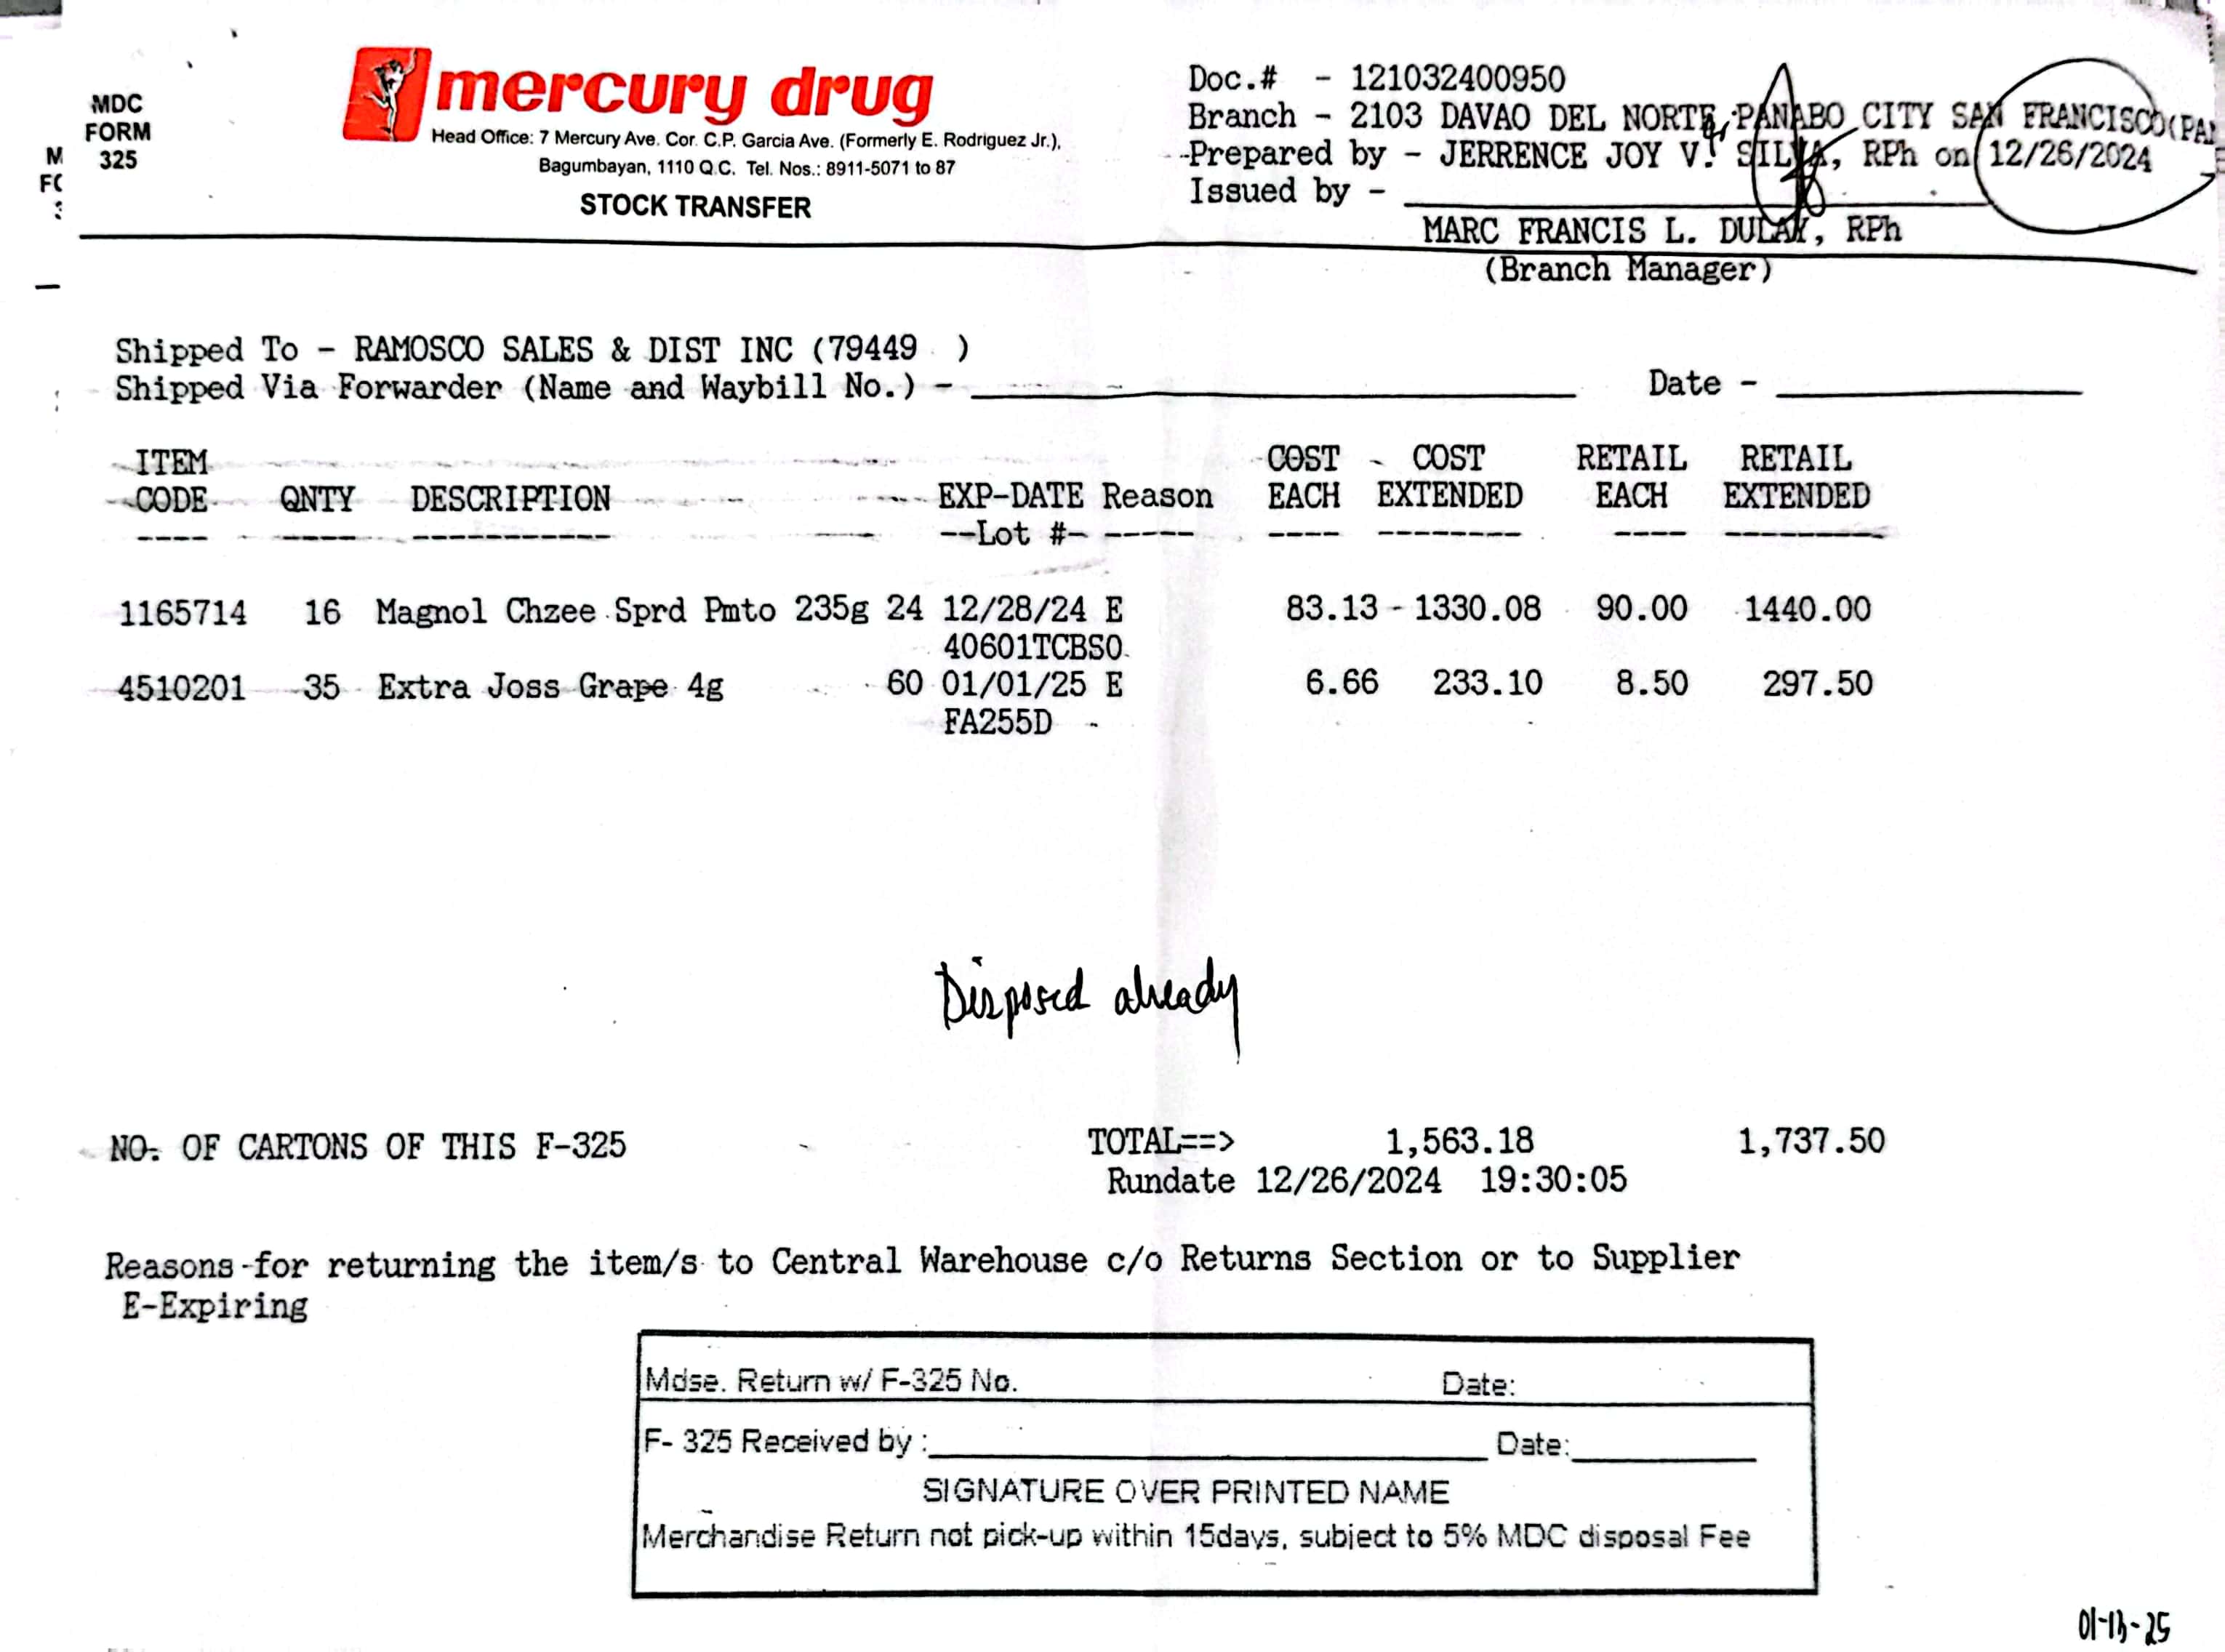 MDC
FORM
325
mercury drug
Head Office: 7 Mercury Ave. Cor. C.P. Garcia Ave. (Formerly E. Rodriguez Jr.),
Bagumbayan, 1110 Q.C. Tel. Nos.: 8911-5071 to 87
STOCK TRANSFER
Doc.# - 121032400950
Branch - 2103 DAVAO DEL NORTE, PANABO CITY SAN FRANCISCO(PA
Prepared by - JERRENCE JOY V. SILVA, RPh on 12/26/2024
Issued by -
MARC FRANCIS L. DULAY, RPh
(Branch Manager)
Shipped To - RAMOSCO SALES & DIST INC (79449 )
Shipped Via Forwarder (Name and Waybill No.) - Date -
ITEM COST COST RETAIL RETAIL
CODE QNTY DESCRIPTION EXP-DATE Reason EACH EXTENDED EACH EXTENDED
--Lot #-
1165714 16 Magnol Chzee Sprd Pmto 235g 24 12/28/24 E 83.13 1330.08 90.00 1440.00
40601TCBSO
4510201 35 Extra Joss Grape 4g 60 01/01/25 E 6.66 233.10 8.50 297.50
FA255D
Disposed already
NO. OF CARTONS OF THIS F-325 TOTAL==> 1,563.18 1,737.50
Rundate 12/26/2024 19:30:05
Reasons for returning the item/s to Central Warehouse c/o Returns Section or to Supplier
E-Expiring
Mdse. Return w/ F-325 No. Date:
F- 325 Received by : Date:
SIGNATURE OVER PRINTED NAME
Merchandise Return not pick-up within 15days, subject to 5% MDC disposal Fee